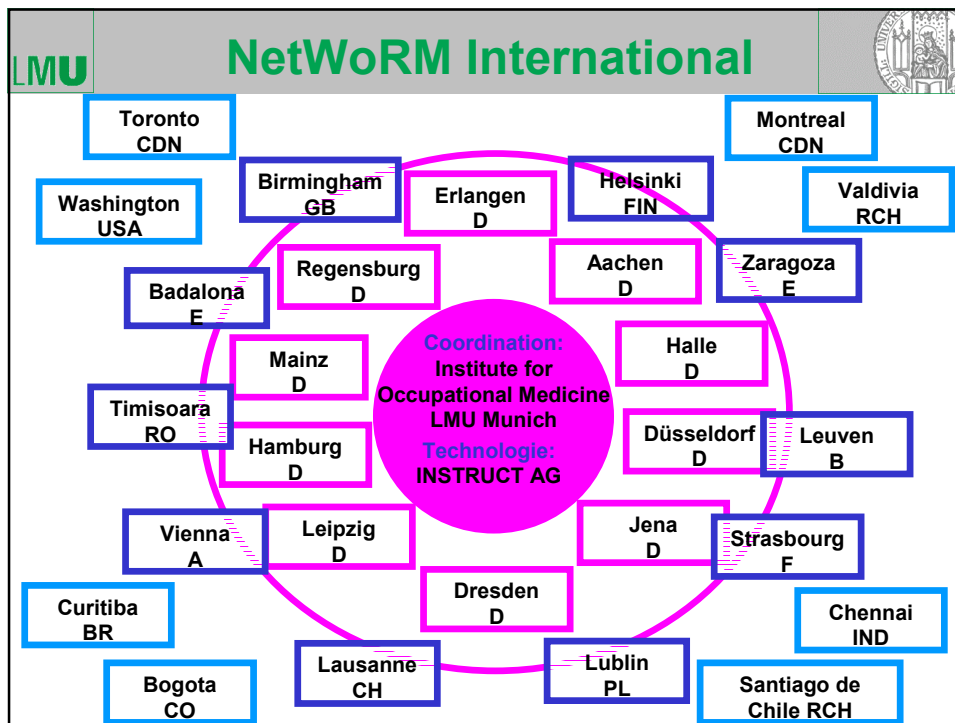 LMU
NetWoRM International
Toronto
CDN
Montreal
CDN
Birmingham
GB
Erlangen
D
Helsinki
FIN
Washington
USA
Valdivia
RCH
Regensburg
D
Aachen
D
Zaragoza
E
Badalona
E
Mainz
D
Coordination:
Institute for
Occupational Medicine
LMU Munich
Technologie:
INSTRUCT AG
Halle
D
Timisoara
RO
Hamburg
D
Düsseldorf
D
Leuven
B
Vienna
A
Leipzig
D
Jena
D
Strasbourg
F
Dresden
D
Curitiba
BR
Chennai
IND
Lausanne
CH
Lublin
PL
Bogota
CO
Santiago de
Chile RCH